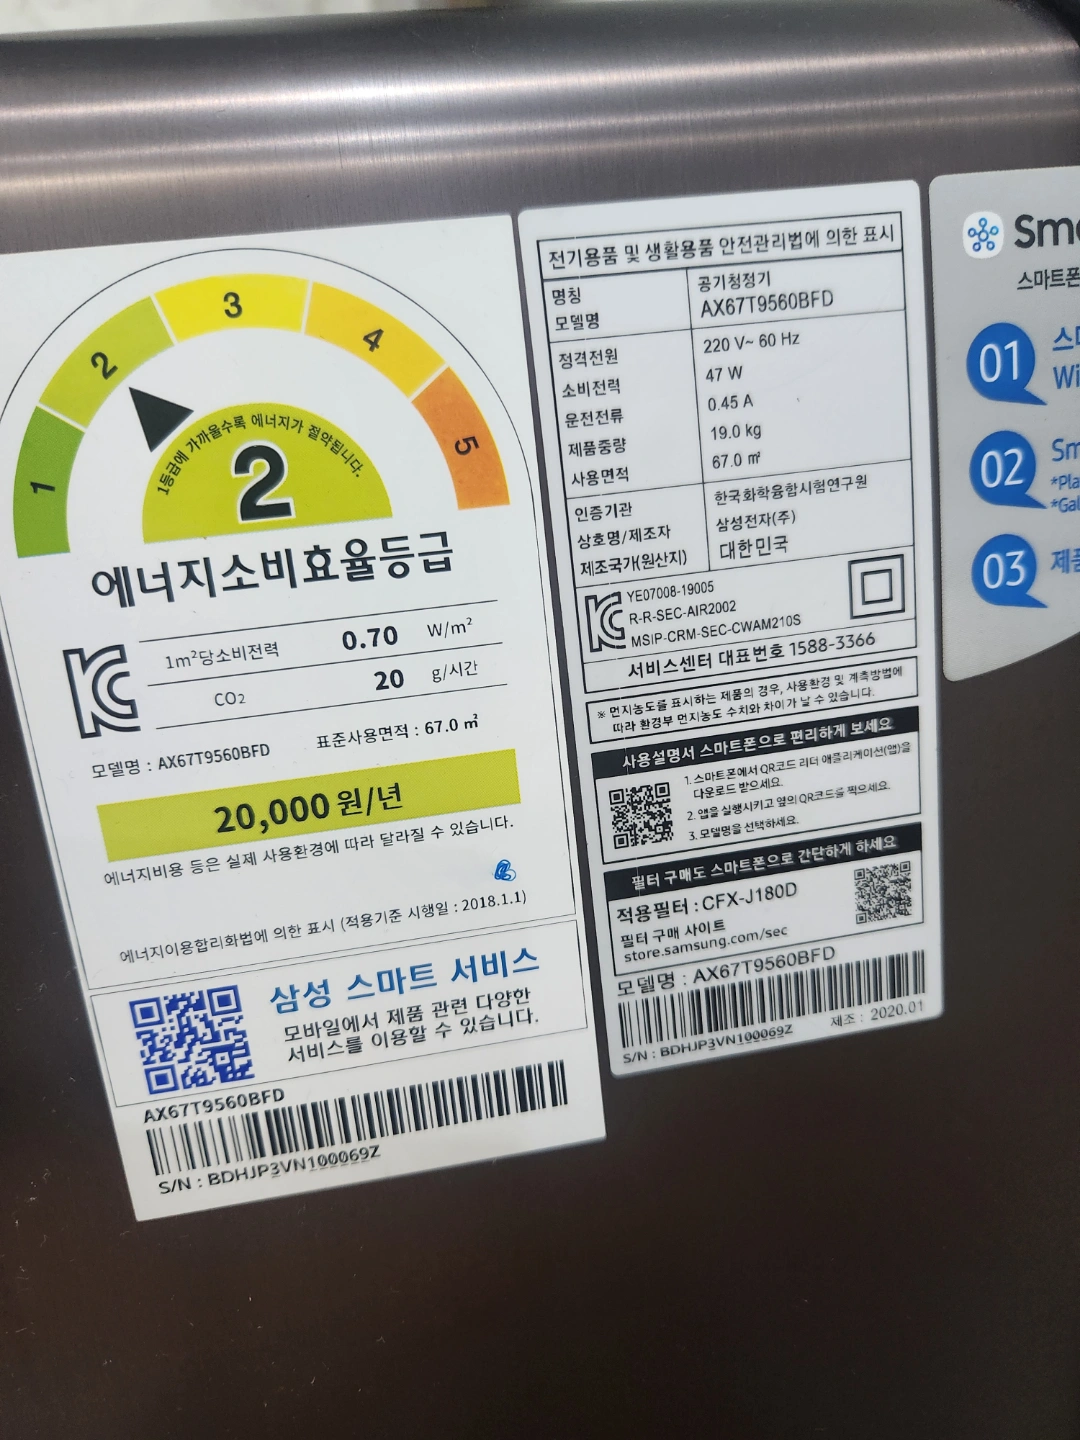 1
2
3
4
5
1등급에 가까울수록 에너지가 절약됩니다.
2
에너지소비효율등급
1m²당소비전력 0.70 W/m²
CO₂ 20 g/시간
모델명 : AX67T9560BFD 표준사용면적 : 67.0 ㎡
20,000 원/년
에너지비용 등은 실제 사용환경에 따라 달라질 수 있습니다.
에너지이용합리화법에 의한 표시 (적용기준 시행일 : 2018.1.1)
삼성 스마트 서비스
모바일에서 제품 관련 다양한
서비스를 이용할 수 있습니다.
AX67T9560BFD
S/N : BDHJP3VN100069Z
전기용품 및 생활용품 안전관리법에 의한 표시
명칭 공기청정기
모델명 AX67T9560BFD
정격전원 220 V~ 60 Hz
소비전력 47 W
운전전류 0.45 A
제품중량 19.0 kg
사용면적 67.0 ㎡
인증기관 한국화학융합시험연구원
상호명/제조자 삼성전자(주)
제조국가(원산지) 대한민국
YE07008-19005
R-R-SEC-AIR2002
MSIP-CRM-SEC-CWAM210S
서비스센터 대표번호 1588-3366
※ 먼지농도를 표시하는 제품의 경우, 사용환경 및 계측방법에
따라 환경부 먼지농도 수치와 차이가 날 수 있습니다.
사용설명서 스마트폰으로 편리하게 보세요
1. 스마트폰에서 QR코드 리더 애플리케이션(앱)을
다운로드 받으세요.
2. 앱을 실행시키고 옆의 QR코드를 찍으세요.
3. 모델명을 선택하세요.
필터 구매도 스마트폰으로 간단하게 하세요
적용필터 : CFX-J180D
필터 구매 사이트
store.samsung.com/sec
모델명 : AX67T9560BFD
제조 : 2020.01
S/N : BDHJP3VN100069Z
스마트폰
01
Wi
02
Sm
*Pla
*Gal
03